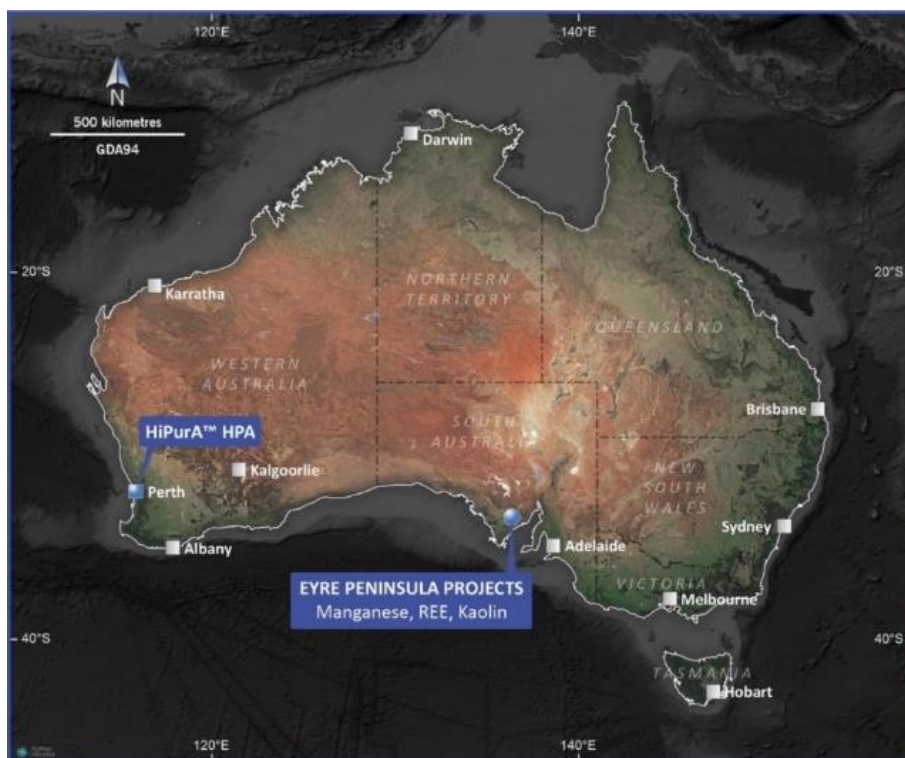 120°E
140°E
N
500 kilometres
GDA94
Darwin
20°S
20°S
Karratha
NORTHERN
TERRITORY
QUEENSLAND
WESTERN
AUSTRALIA
Brisbane
SOUTH
AUSTRALI
HiPurA™ HPA
Kalgoorlie
NEW
SOUTH
WALES
Perth
Sydney
Albany
Adelaide
EYRE PENINSULA PROJECTS
Manganese, REE, Kaolin
VICTORIA
Melbourne
40°S
40°S
TASMANIA
Hobart
120°E
140°E